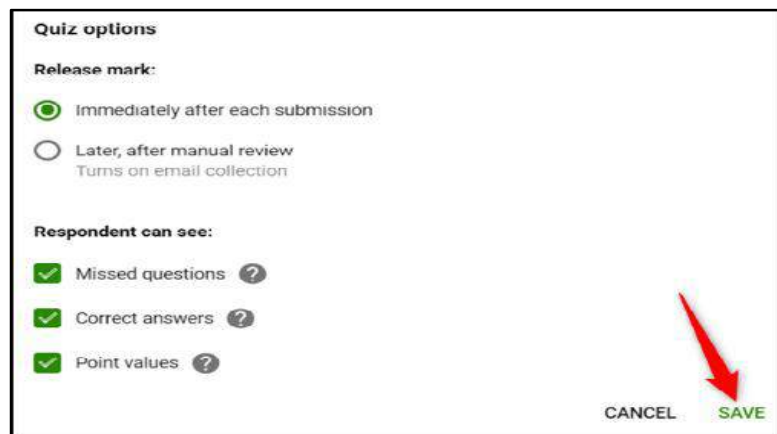 Quiz options
Release mark:
Immediately after each submission
Later, after manual review
Turns on email collection
Respondent can see:
Missed questions ?
Correct answers ?
Point values ?
CANCEL SAVE